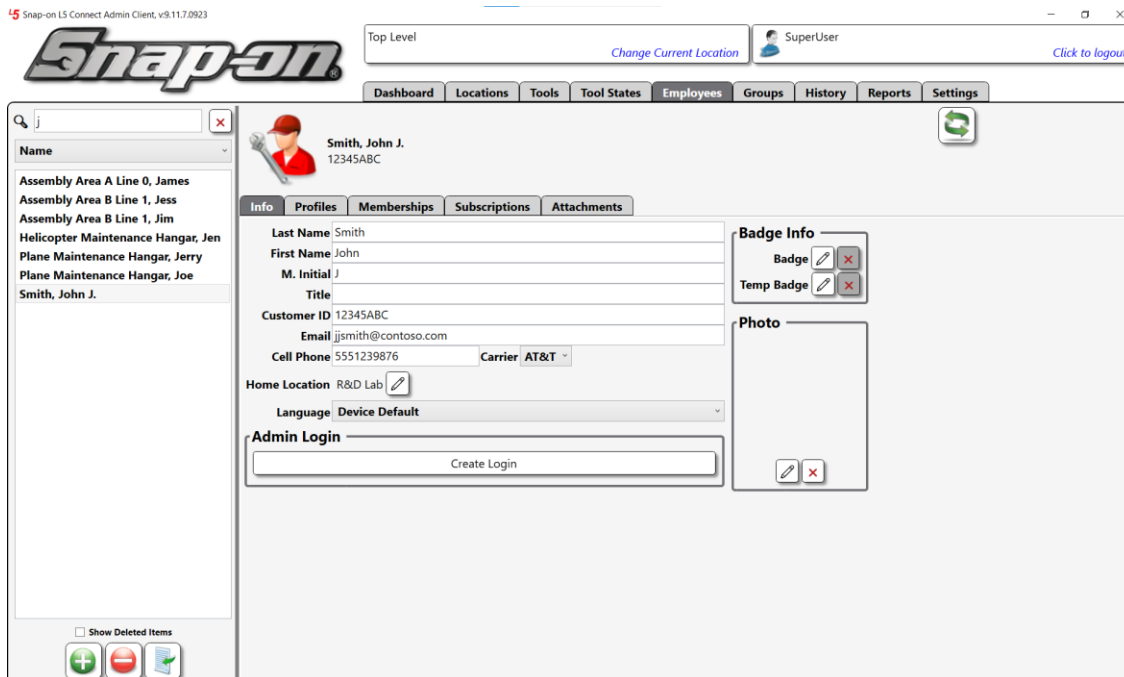 L5 Snap-on L5 Connect Admin Client, v:9.11.7.0923
Snap-on
Top Level
Change Current Location
SuperUser
Click to logout
Dashboard Locations Tools Tool States Employees Groups History Reports Settings
j
Name
Assembly Area A Line 0, James
Assembly Area B Line 1, Jess
Assembly Area B Line 1, Jim
Helicopter Maintenance Hangar, Jen
Plane Maintenance Hangar, Jerry
Plane Maintenance Hangar, Joe
Smith, John J.
Show Deleted Items
Smith, John J.
12345ABC
Info Profiles Memberships Subscriptions Attachments
Last Name Smith
First Name John
M. Initial J
Title
Customer ID 12345ABC
Email jjsmith@contoso.com
Cell Phone 5551239876 Carrier AT&T
Home Location R&D Lab
Language Device Default
Admin Login
Create Login
Badge Info
Badge
Temp Badge
Photo